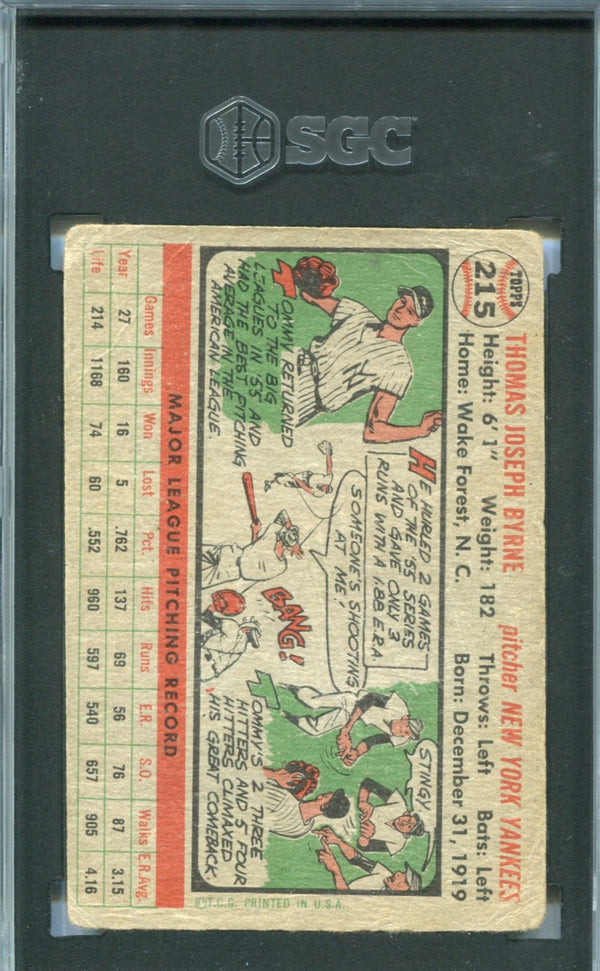 SGC
TOPPS
215
THOMAS JOSEPH BYRNE pitcher NEW YORK YANKEES
Height: 6'1" Weight: 182 Throws: Left Bats: Left
Home: Wake Forest, N. C. Born: December 31, 1919
TOMMY RETURNED
TO THE BIG
LEAGUES IN '55 AND
HAD THE BEST PITCHING
AVERAGE IN THE
AMERICAN LEAGUE
HE HURLED 2 GAMES
OF THE '55 SERIES
AND GAVE ONLY 3
RUNS WITH A 1.88 ERA
SOMEONE'S SHOOTING
AT ME!
BANG!
STINGY.
TOMMY'S 2 THREE
HITTERS AND 5 FOUR
HITTERS CLIMAXED
HIS GREAT COMEBACK
©T.C.G. PRINTED IN U.S.A.
MAJOR LEAGUE PITCHING RECORD
Games Innings Won Lost Pct. Hits Runs E.R. S.O. Walks E.R.Avg.
Year 27 160 16 5 .762 137 69 56 76 87 3.15
Life 214 1168 74 60 .552 960 597 540 657 905 4.16